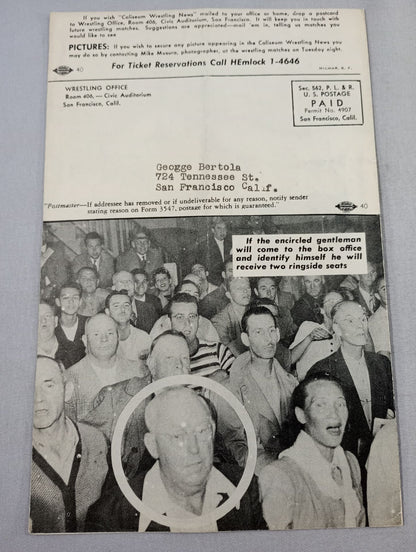 If you wish "Coliseum Wrestling News" mailed to your office or home, drop a postcard
to Wrestling Office, Room 406, Civic Auditorium, San Francisco. It will keep you in touch with
future wrestling matches. Suggestions are appreciated—mail 'em in, telling us matches you
would like to see
PICTURES: If you wish to secure any picture appearing in the Coliseum Wrestling News you
may do so by contacting Mike Musura, photographer, at the wrestling matches on Tuesday night.
40
For Ticket Reservations Call HEmlock 1-4646
WRESTLING OFFICE
Room 406, — Civic Auditorium
San Francisco, Calif.
Sec. 562, P. L. & R.
U. S. POSTAGE
PAID
Permit No. 4907
San Francisco, Calif.
Geogge Bertola
724 Tennessee St.
San Francisco Calif.
"Postmaster—If addressee has removed or if undeliverable for any reason, notify sender
stating reason on Form 3547, postage for which is guaranteed."
40
If the encircled gentleman
will come to the box office
and identify himself he will
receive two ringside seats